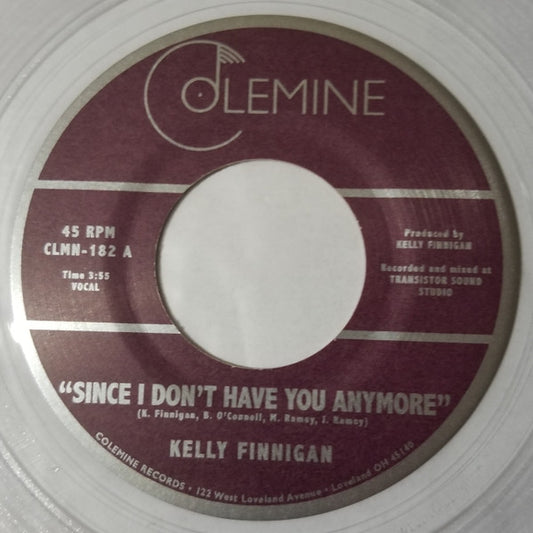 COLEMINE
45 RPM
CLMN-182 A
Time 3:55
VOCAL
Produced by
KELLY FINNIGAN
Recorded and mixed at
TRANSISTOR SOUND
STUDIO
"SINCE I DON'T HAVE YOU ANYMORE"
(K. Finnigan, B. O'Connell, M. Ramey, J. Ramey)
KELLY FINNIGAN
COLEMINE RECORDS • 122 West Loveland Avenue • Loveland OH 45140